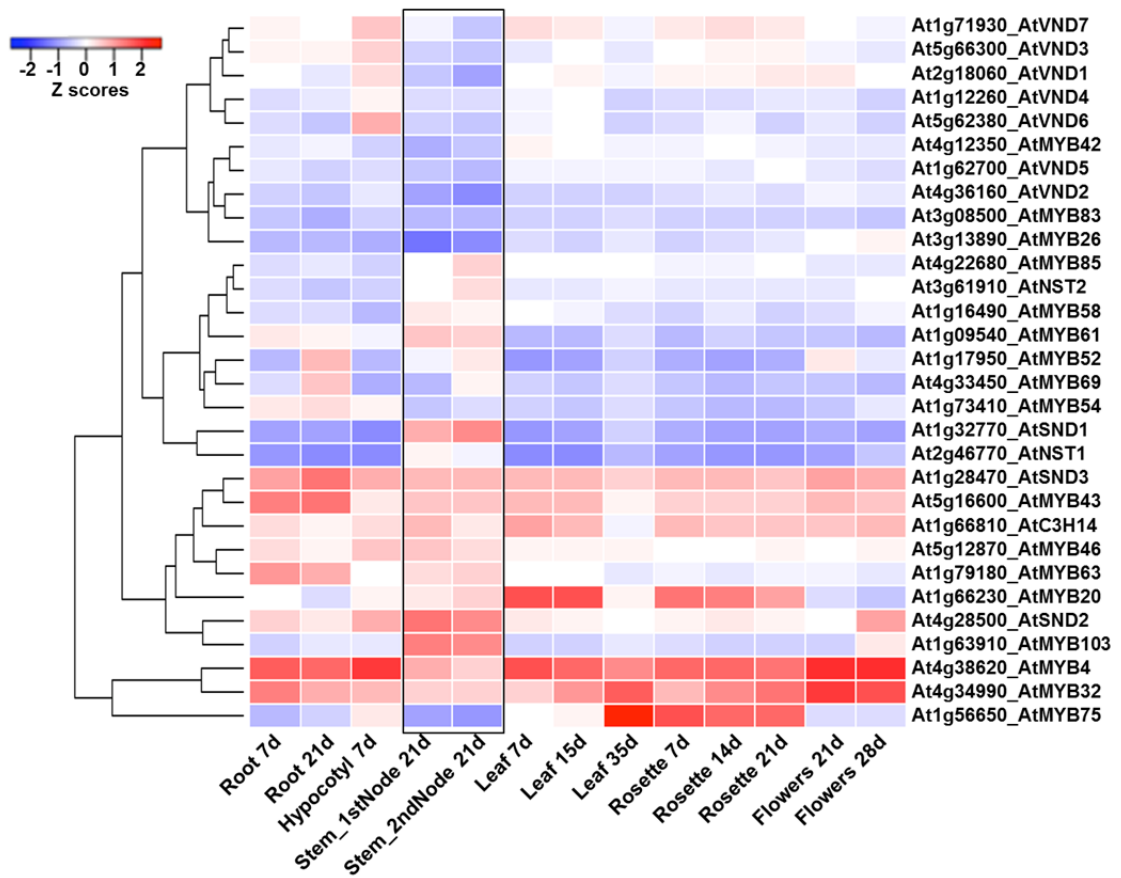 -2 -1 0 1 2
Z scores
At1g71930_AtVND7
At5g66300_AtVND3
At2g18060_AtVND1
At1g12260_AtVND4
At5g62380_AtVND6
At4g12350_AtMYB42
At1g62700_AtVND5
At4g36160_AtVND2
At3g08500_AtMYB83
At3g13890_AtMYB26
At4g22680_AtMYB85
At3g61910_AtNST2
At1g16490_AtMYB58
At1g09540_AtMYB61
At1g17950_AtMYB52
At4g33450_AtMYB69
At1g73410_AtMYB54
At1g32770_AtSND1
At2g46770_AtNST1
At1g28470_AtSND3
At5g16600_AtMYB43
At1g66810_AtC3H14
At5g12870_AtMYB46
At1g79180_AtMYB63
At1g66230_AtMYB20
At4g28500_AtSND2
At1g63910_AtMYB103
At4g38620_AtMYB4
At4g34990_AtMYB32
At1g56650_AtMYB75
Root 7d
Root 21d
Hypocotyl 7d
Stem_1stNode 21d
Stem_2ndNode 21d
Leaf 7d
Leaf 15d
Leaf 35d
Rosette 7d
Rosette 14d
Rosette 21d
Flowers 21d
Flowers 28d